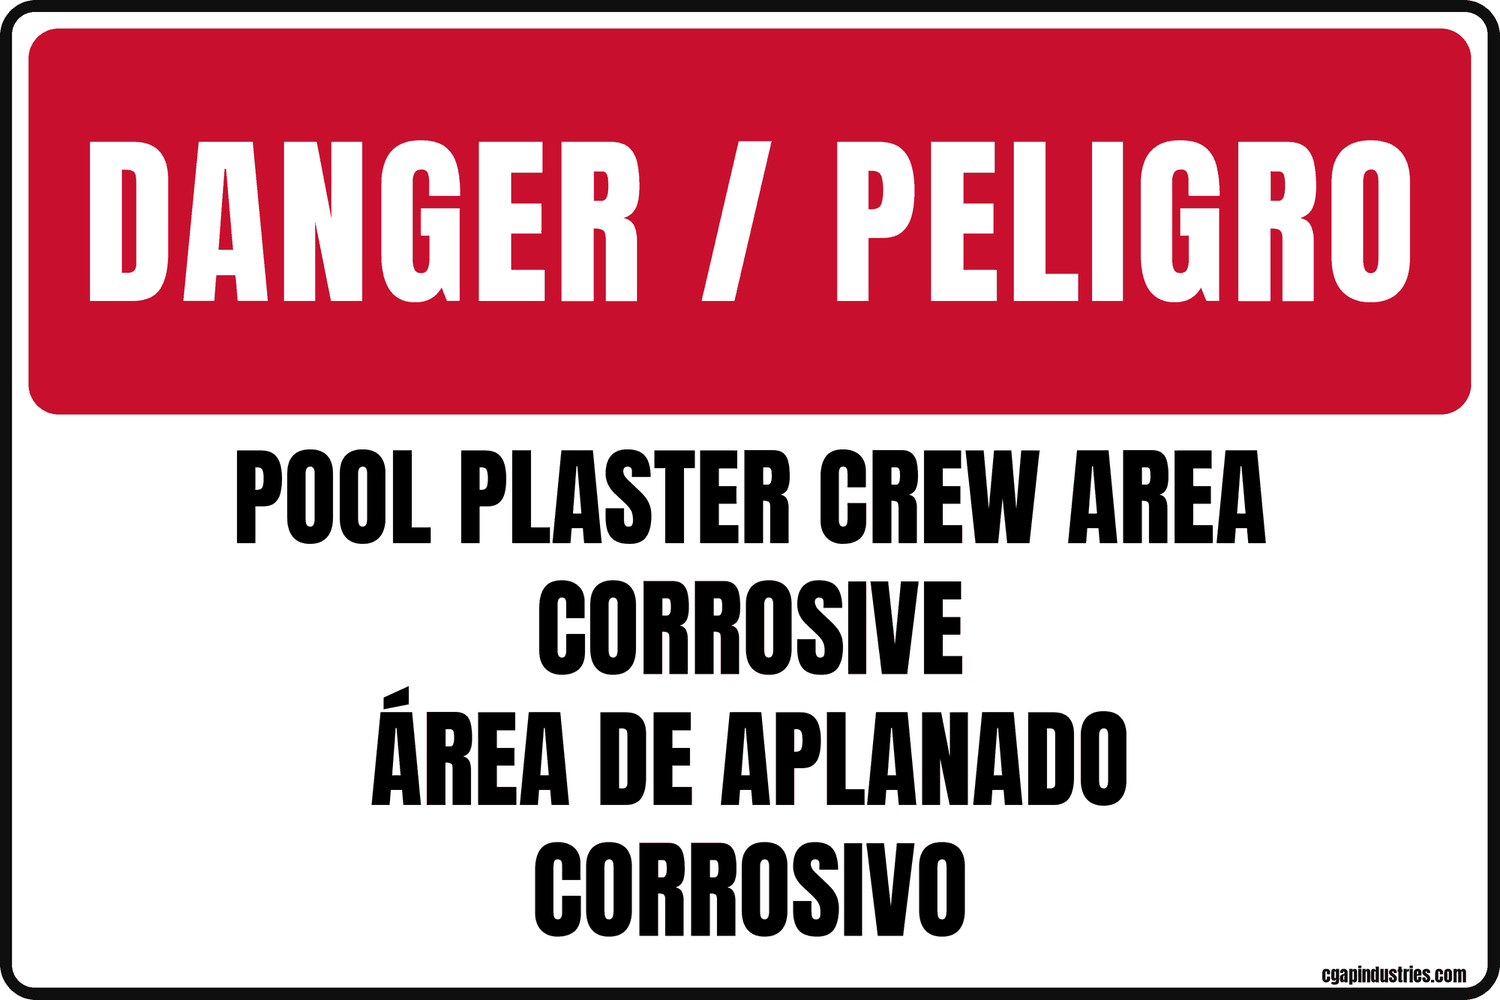 DANGER / PELIGRO
POOL PLASTER CREW AREA
CORROSIVE
ÁREA DE APLANADO
CORROSIVO
cgapindustries.com